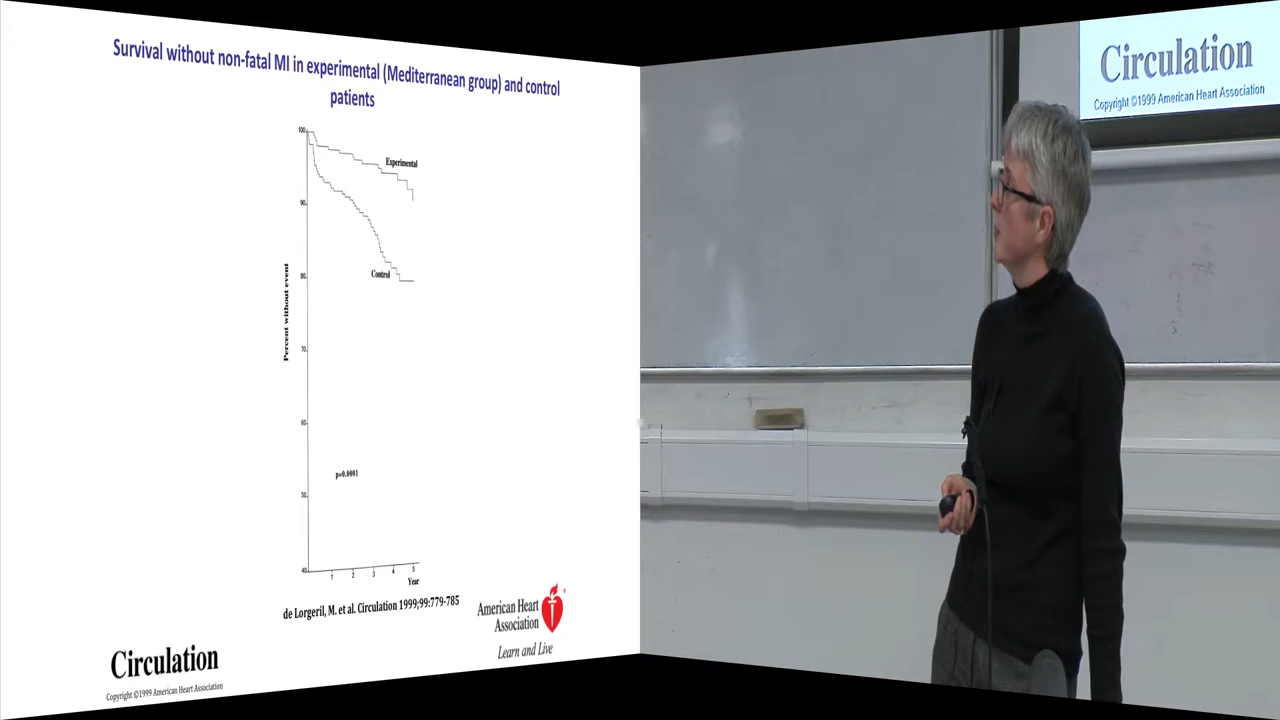 Survival without non-fatal MI in experimental (Mediterranean group) and control
patients
100
Experimental
90
Control
80
Percent without event
70
60
p=0.0001
50
40
1 2 3 4 5
Year
de Lorgeril, M. et al. Circulation 1999;99:779-785
American Heart
Association
®
Learn and Live
Circulation
Copyright ©1999 American Heart Association
Circulation
Copyright ©1999 American Heart Association